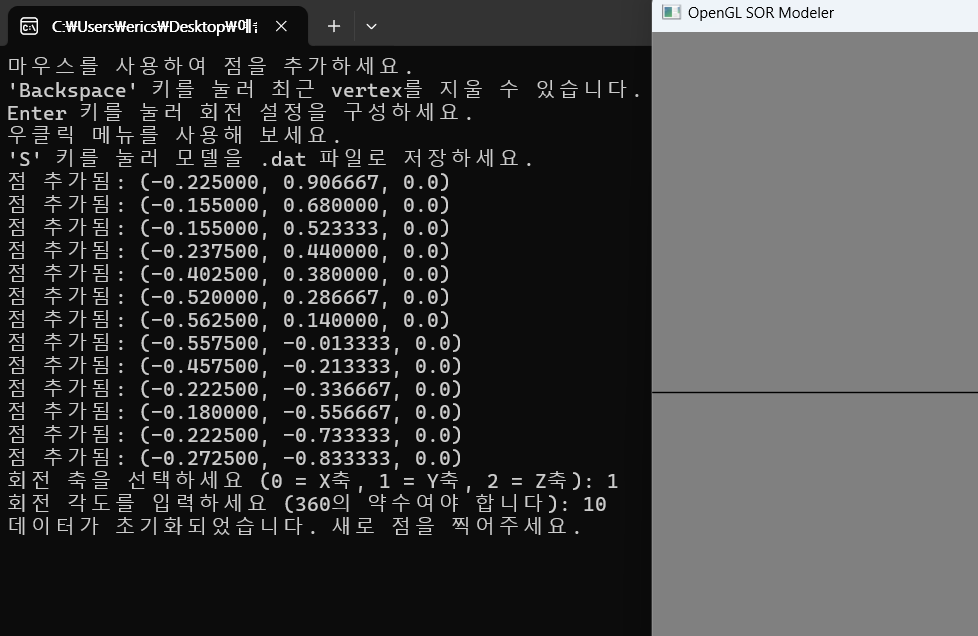 C:₩Users₩erics₩Desktop₩예
OpenGL SOR Modeler
마우스를 사용하여 점을 추가하세요.
'Backspace' 키를 눌러 최근 vertex를 지울 수 있습니다.
Enter 키를 눌러 회전 설정을 구성하세요.
우클릭 메뉴를 사용해 보세요.
'S' 키를 눌러 모델을 .dat 파일로 저장하세요.
점 추가됨: (-0.225000, 0.906667, 0.0)
점 추가됨: (-0.155000, 0.680000, 0.0)
점 추가됨: (-0.155000, 0.523333, 0.0)
점 추가됨: (-0.237500, 0.440000, 0.0)
점 추가됨: (-0.402500, 0.380000, 0.0)
점 추가됨: (-0.520000, 0.286667, 0.0)
점 추가됨: (-0.562500, 0.140000, 0.0)
점 추가됨: (-0.557500, -0.013333, 0.0)
점 추가됨: (-0.457500, -0.213333, 0.0)
점 추가됨: (-0.222500, -0.336667, 0.0)
점 추가됨: (-0.180000, -0.556667, 0.0)
점 추가됨: (-0.222500, -0.733333, 0.0)
점 추가됨: (-0.272500, -0.833333, 0.0)
회전 축을 선택하세요 (0 = X축, 1 = Y축, 2 = Z축): 1
회전 각도를 입력하세요 (360의 약수여야 합니다): 10
데이터가 초기화되었습니다. 새로 점을 찍어주세요.